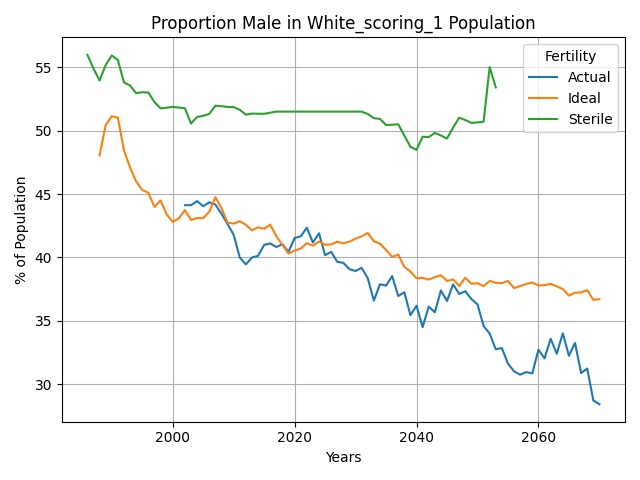 Proportion Male in White_scoring_1 Population
% of Population
55
50
45
40
35
30
2000
2020
2040
2060
Years
Fertility
Actual
Ideal
Sterile